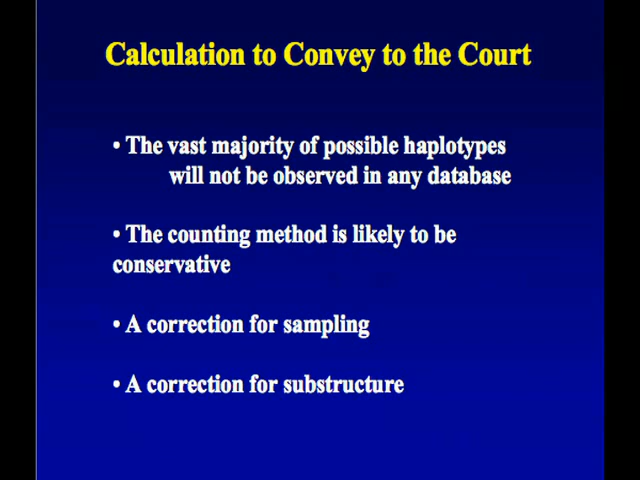 Calculation to Convey to the Court
• The vast majority of possible haplotypes
will not be observed in any database
• The counting method is likely to be
conservative
• A correction for sampling
• A correction for substructure